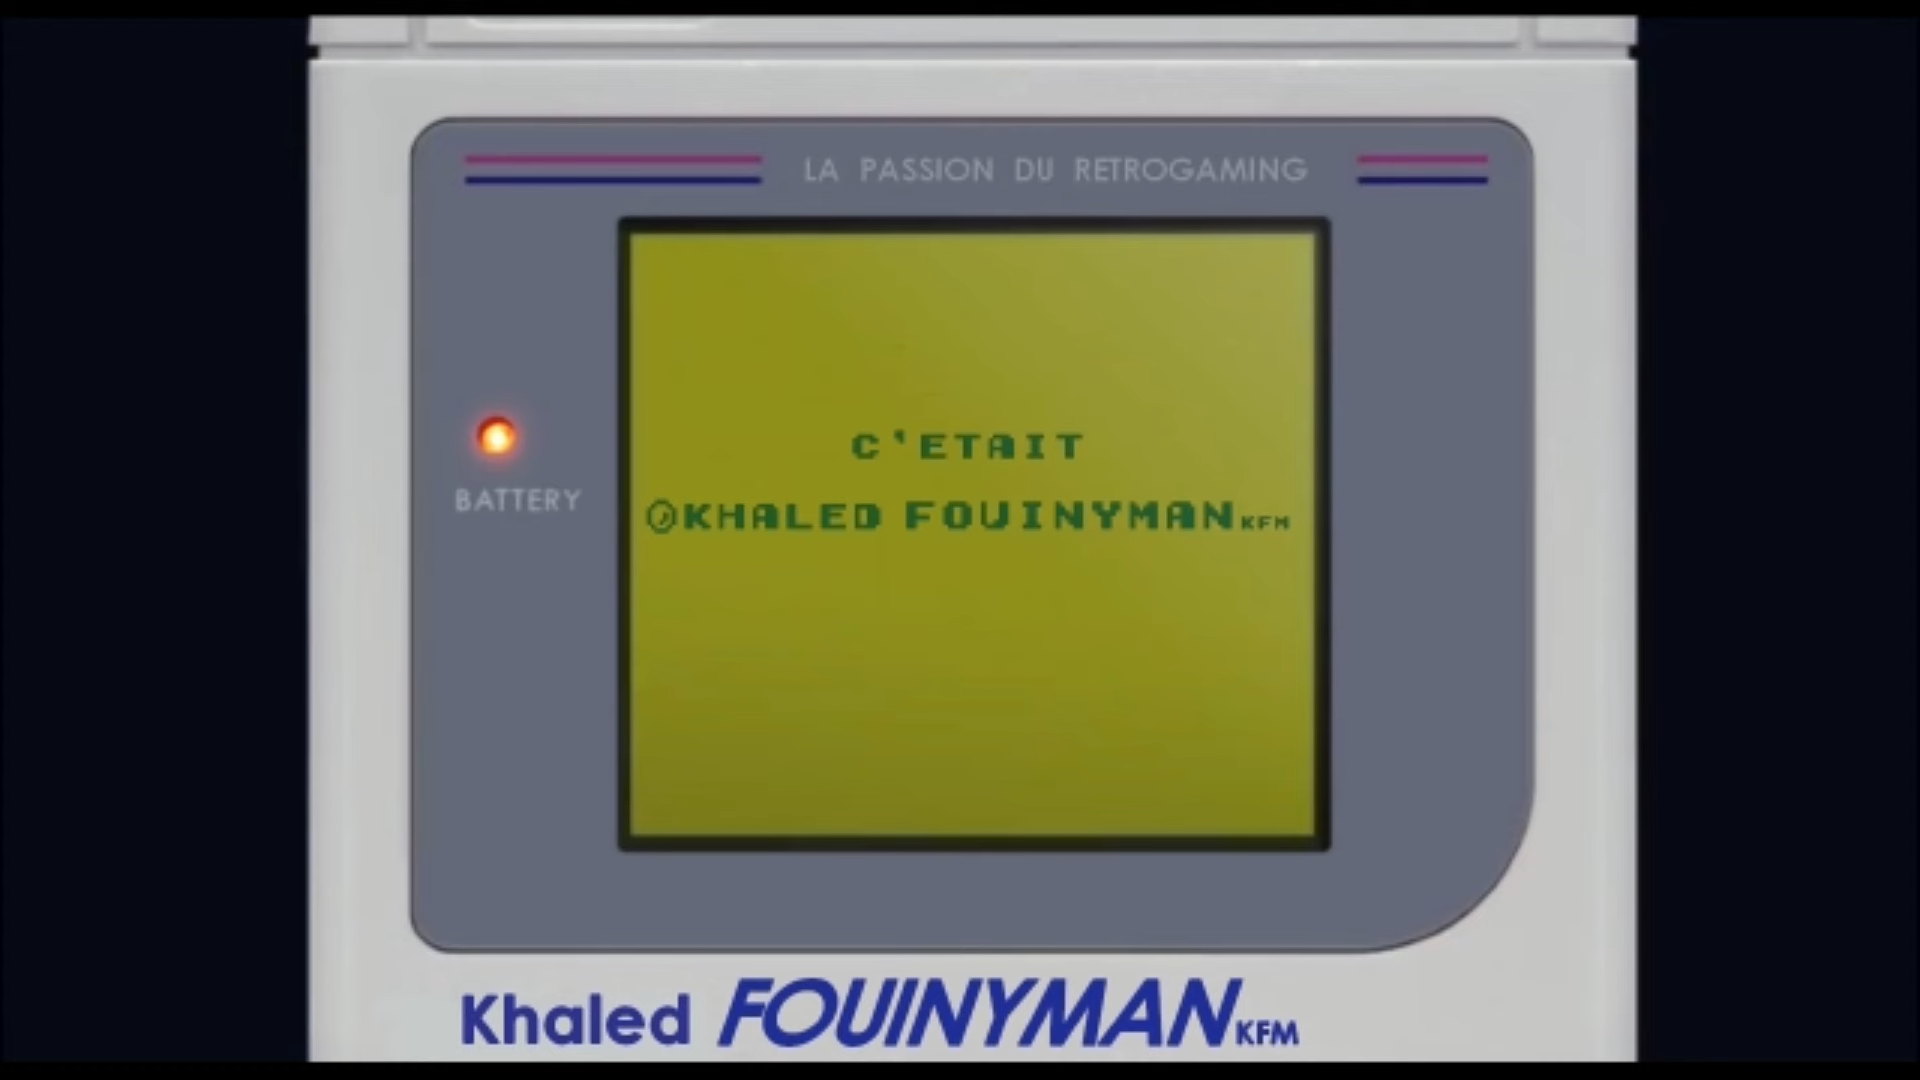 LA PASSION DU RETROGAMING
C'ETAIT
KHALED FOUINYMAN KFM
BATTERY
Khaled FOUINYMAN KFM